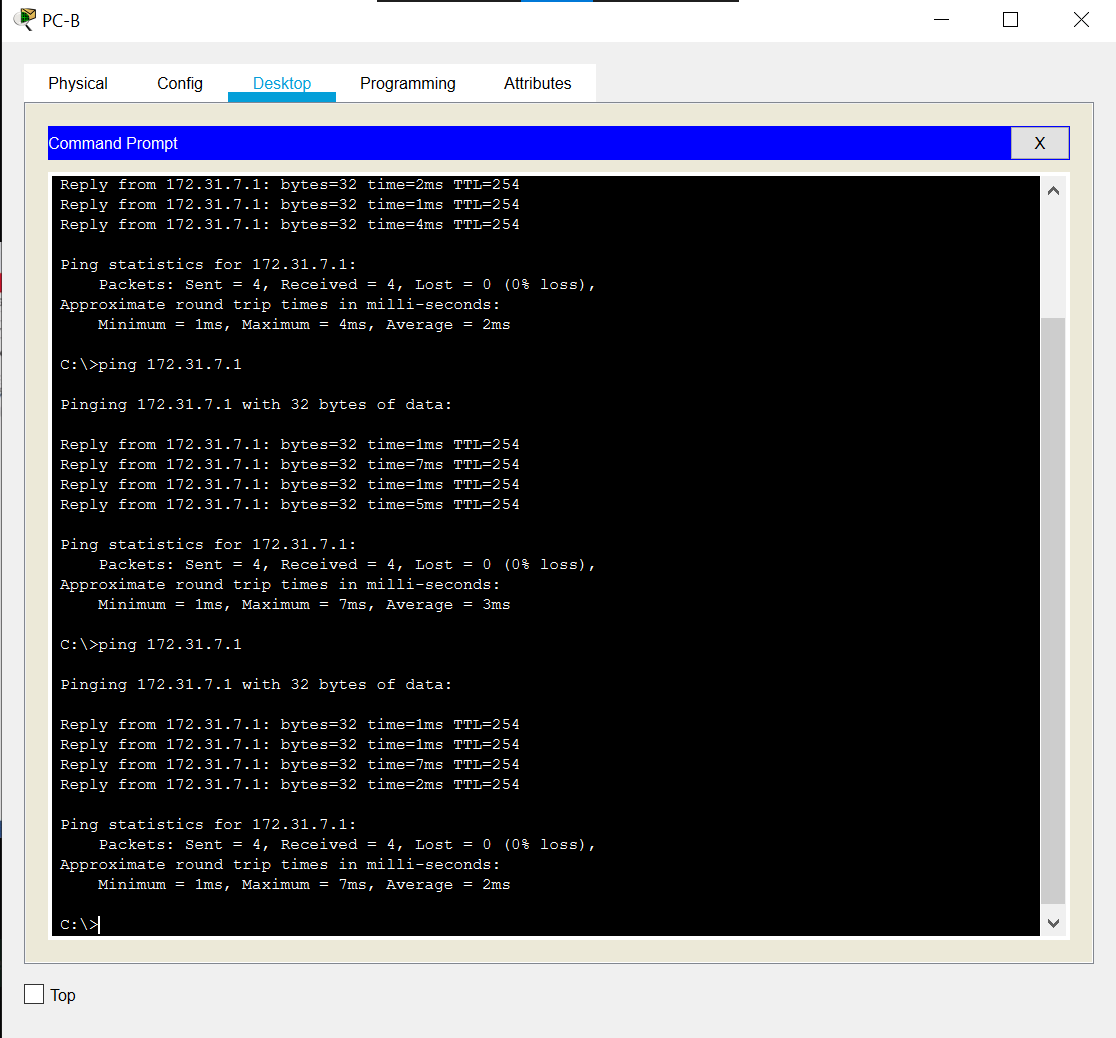 PC-B
Physical Config Desktop Programming Attributes
Command Prompt X
Reply from 172.31.7.1: bytes=32 time=2ms TTL=254
Reply from 172.31.7.1: bytes=32 time=1ms TTL=254
Reply from 172.31.7.1: bytes=32 time=4ms TTL=254
Ping statistics for 172.31.7.1:
Packets: Sent = 4, Received = 4, Lost = 0 (0% loss),
Approximate round trip times in milli-seconds:
Minimum = 1ms, Maximum = 4ms, Average = 2ms
C:\>ping 172.31.7.1
Pinging 172.31.7.1 with 32 bytes of data:
Reply from 172.31.7.1: bytes=32 time=1ms TTL=254
Reply from 172.31.7.1: bytes=32 time=7ms TTL=254
Reply from 172.31.7.1: bytes=32 time=1ms TTL=254
Reply from 172.31.7.1: bytes=32 time=5ms TTL=254
Ping statistics for 172.31.7.1:
Packets: Sent = 4, Received = 4, Lost = 0 (0% loss),
Approximate round trip times in milli-seconds:
Minimum = 1ms, Maximum = 7ms, Average = 3ms
C:\>ping 172.31.7.1
Pinging 172.31.7.1 with 32 bytes of data:
Reply from 172.31.7.1: bytes=32 time=1ms TTL=254
Reply from 172.31.7.1: bytes=32 time=1ms TTL=254
Reply from 172.31.7.1: bytes=32 time=7ms TTL=254
Reply from 172.31.7.1: bytes=32 time=2ms TTL=254
Ping statistics for 172.31.7.1:
Packets: Sent = 4, Received = 4, Lost = 0 (0% loss),
Approximate round trip times in milli-seconds:
Minimum = 1ms, Maximum = 7ms, Average = 2ms
C:\>
Top